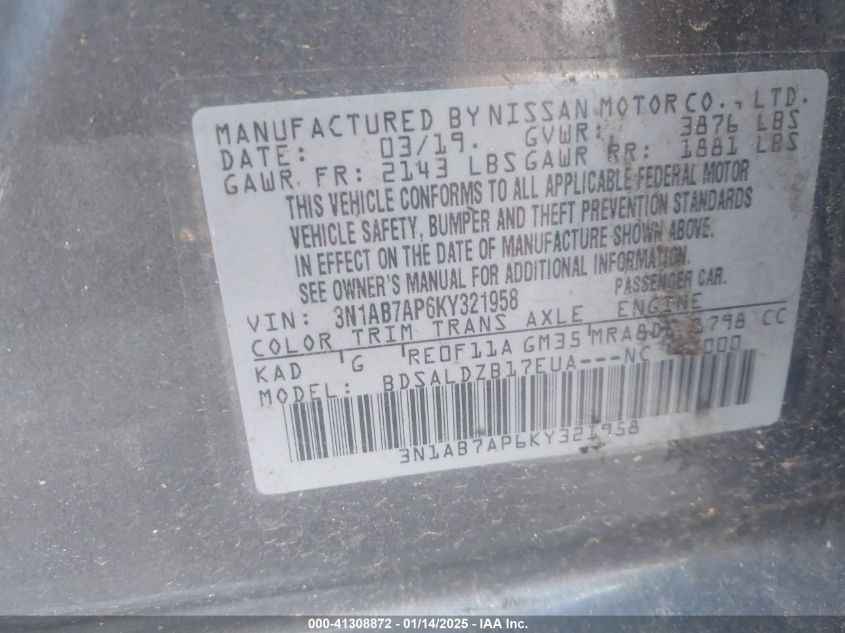 MANUFACTURED BY NISSAN MOTOR CO., LTD.
DATE: 03/19. GVWR: 3876 LBS
GAWR FR: 2143 LBS GAWR RR: 1881 LBS
THIS VEHICLE CONFORMS TO ALL APPLICABLE FEDERAL MOTOR
VEHICLE SAFETY, BUMPER AND THEFT PREVENTION STANDARDS
IN EFFECT ON THE DATE OF MANUFACTURE SHOWN ABOVE.
SEE OWNER'S MANUAL FOR ADDITIONAL INFORMATION.
VIN: 3N1AB7AP6KY321958 PASSENGER CAR.
COLOR TRIM TRANS AXLE ENGINE
KAD G RE0F11A GM35 MRA8DE 1798 CC
MODEL: BDSALDZB17EUA---NC
3N1AB7AP6KY321958
000-41308872 - 01/14/2025 - IAA Inc.